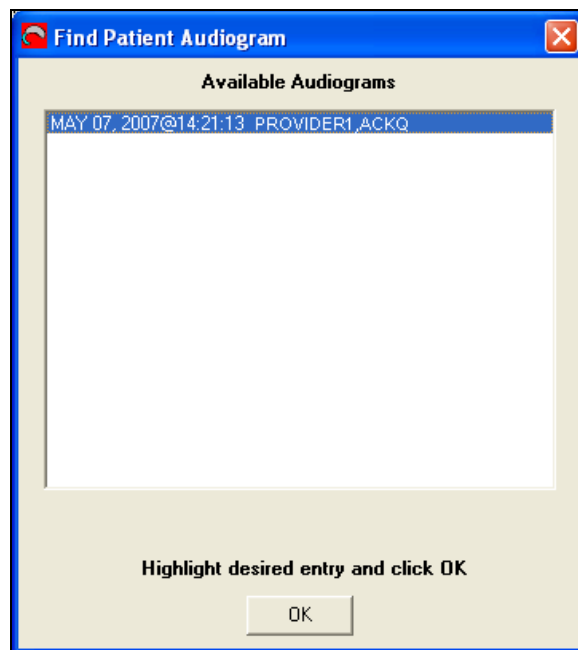 Find Patient Audiogram
Available Audiograms
MAY 07, 2007@14:21:13 PROVIDER1,ACKQ
Highlight desired entry and click OK
OK